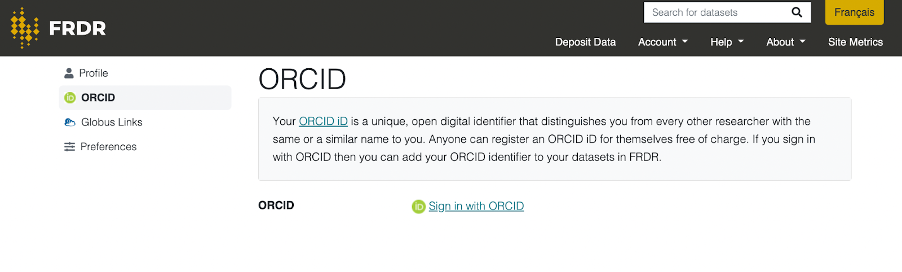 FRDR
Search for datasets
Français
Deposit Data Account Help About Site Metrics
Profile
iD ORCID
Globus Links
Preferences
ORCID
Your ORCID iD is a unique, open digital identifier that distinguishes you from every other researcher with the
same or a similar name to you. Anyone can register an ORCID iD for themselves free of charge. If you sign in
with ORCID then you can add your ORCID identifier to your datasets in FRDR.
ORCID iD Sign in with ORCID